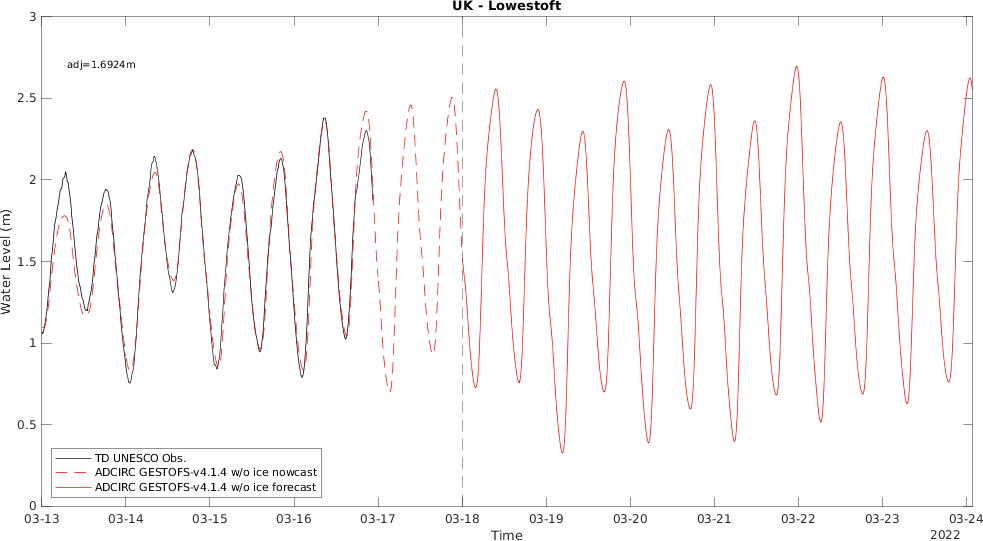 UK - Lowestoft
adj=1.6924m
Water Level (m)
3
2.5
2
1.5
1
0.5
0
TD UNESCO Obs.
ADCIRC GESTOFS-v4.1.4 w/o ice nowcast
ADCIRC GESTOFS-v4.1.4 w/o ice forecast
03-13 03-14 03-15 03-16 03-17 03-18 03-19 03-20 03-21 03-22 03-23 03-24
Time
2022